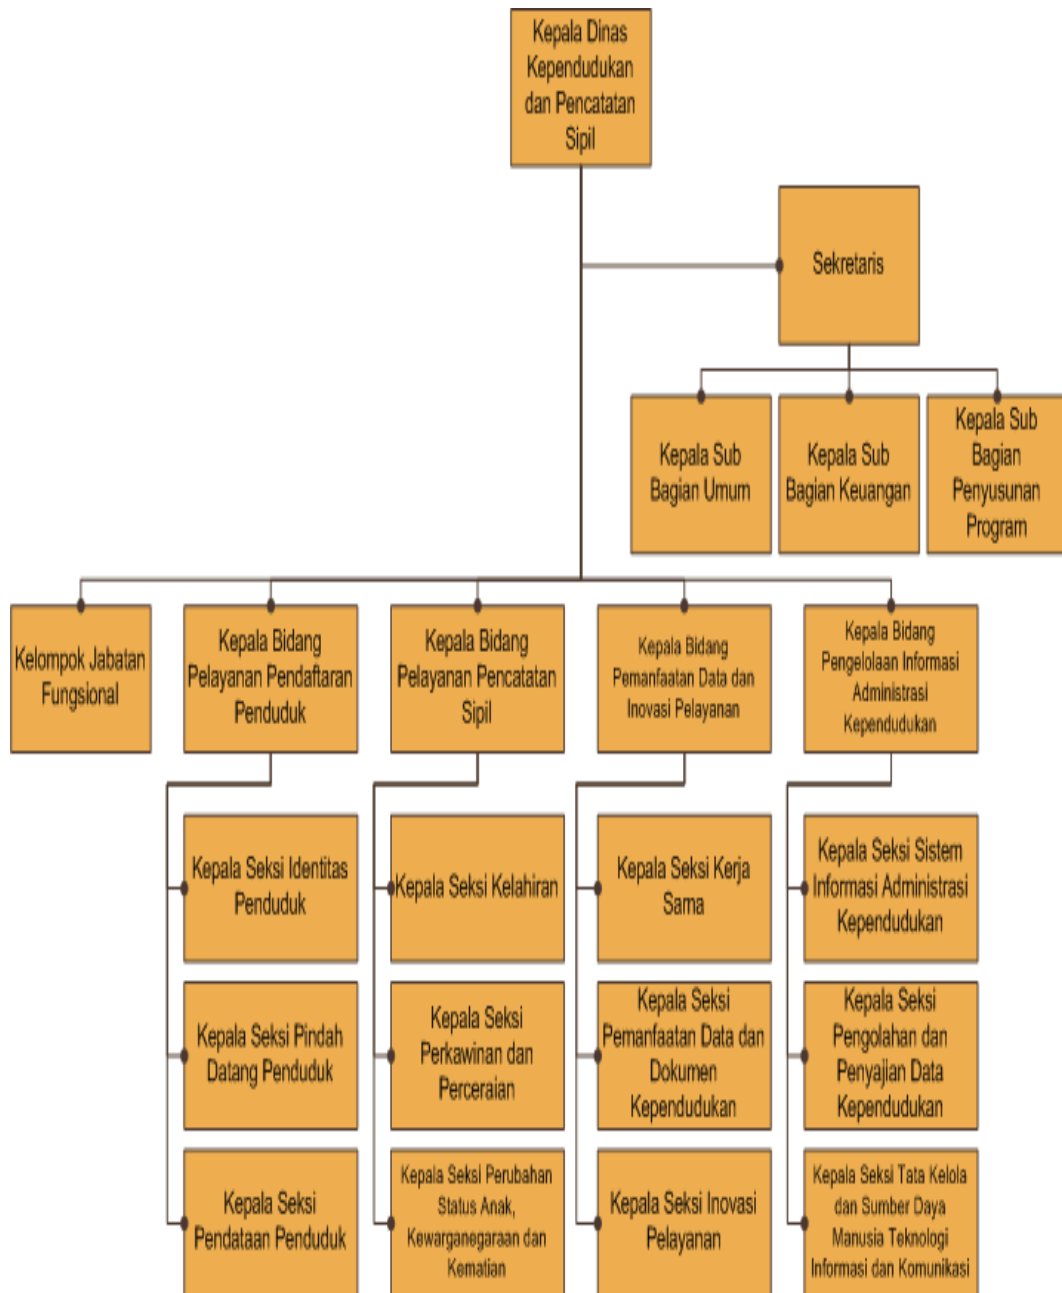 Kepala Dinas
Kependudukan
dan Pencatatan
Sipil
Sekretaris
Kepala Sub
Bagian Umum
Kepala Sub
Bagian Keuangan
Kepala Sub
Bagian
Penyusunan
Program
Kelompok Jabatan
Fungsional
Kepala Bidang
Pelayanan Pendaftaran
Penduduk
Kepala Bidang
Pelayanan Pencatatan
Sipil
Kepala Bidang
Pemanfaatan Data dan
Inovasi Pelayanan
Kepala Bidang
Pengelolaan Informasi
Administrasi
Kependudukan
Kepala Seksi Identitas
Penduduk
Kepala Seksi Kelahiran
Kepala Seksi Kerja
Sama
Kepala Seksi Sistem
Informasi Administrasi
Kependudukan
Kepala Seksi Pindah
Datang Penduduk
Kepala Seksi
Perkawinan dan
Perceraian
Kepala Seksi
Pemanfaatan Data dan
Dokumen
Kependudukan
Kepala Seksi
Pengolahan dan
Penyajian Data
Kependudukan
Kepala Seksi
Pendataan Penduduk
Kepala Seksi Perubahan
Status Anak,
Kewarganegaraan dan
Kematian
Kepala Seksi Inovasi
Pelayanan
Kepala Seksi Tata Kelola
dan Sumber Daya
Manusia Teknologi
Informasi dan Komunikasi